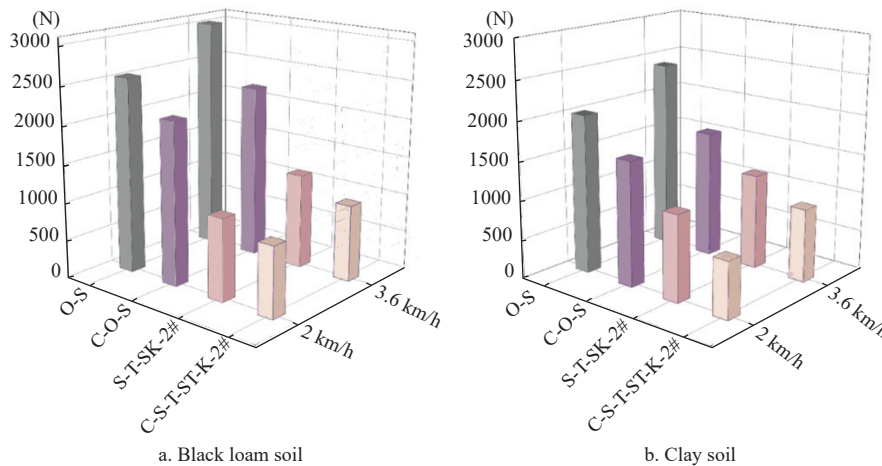 (N)
3000
2500
2000
1500
1000
500
0
O-S
C-O-S
S-T-SK-2#
C-S-T-ST-K-2#
2 km/h
3.6 km/h
a. Black loam soil
(N)
3000
2500
2000
1500
1000
500
0
O-S
C-O-S
S-T-SK-2#
C-S-T-ST-K-2#
2 km/h
3.6 km/h
b. Clay soil